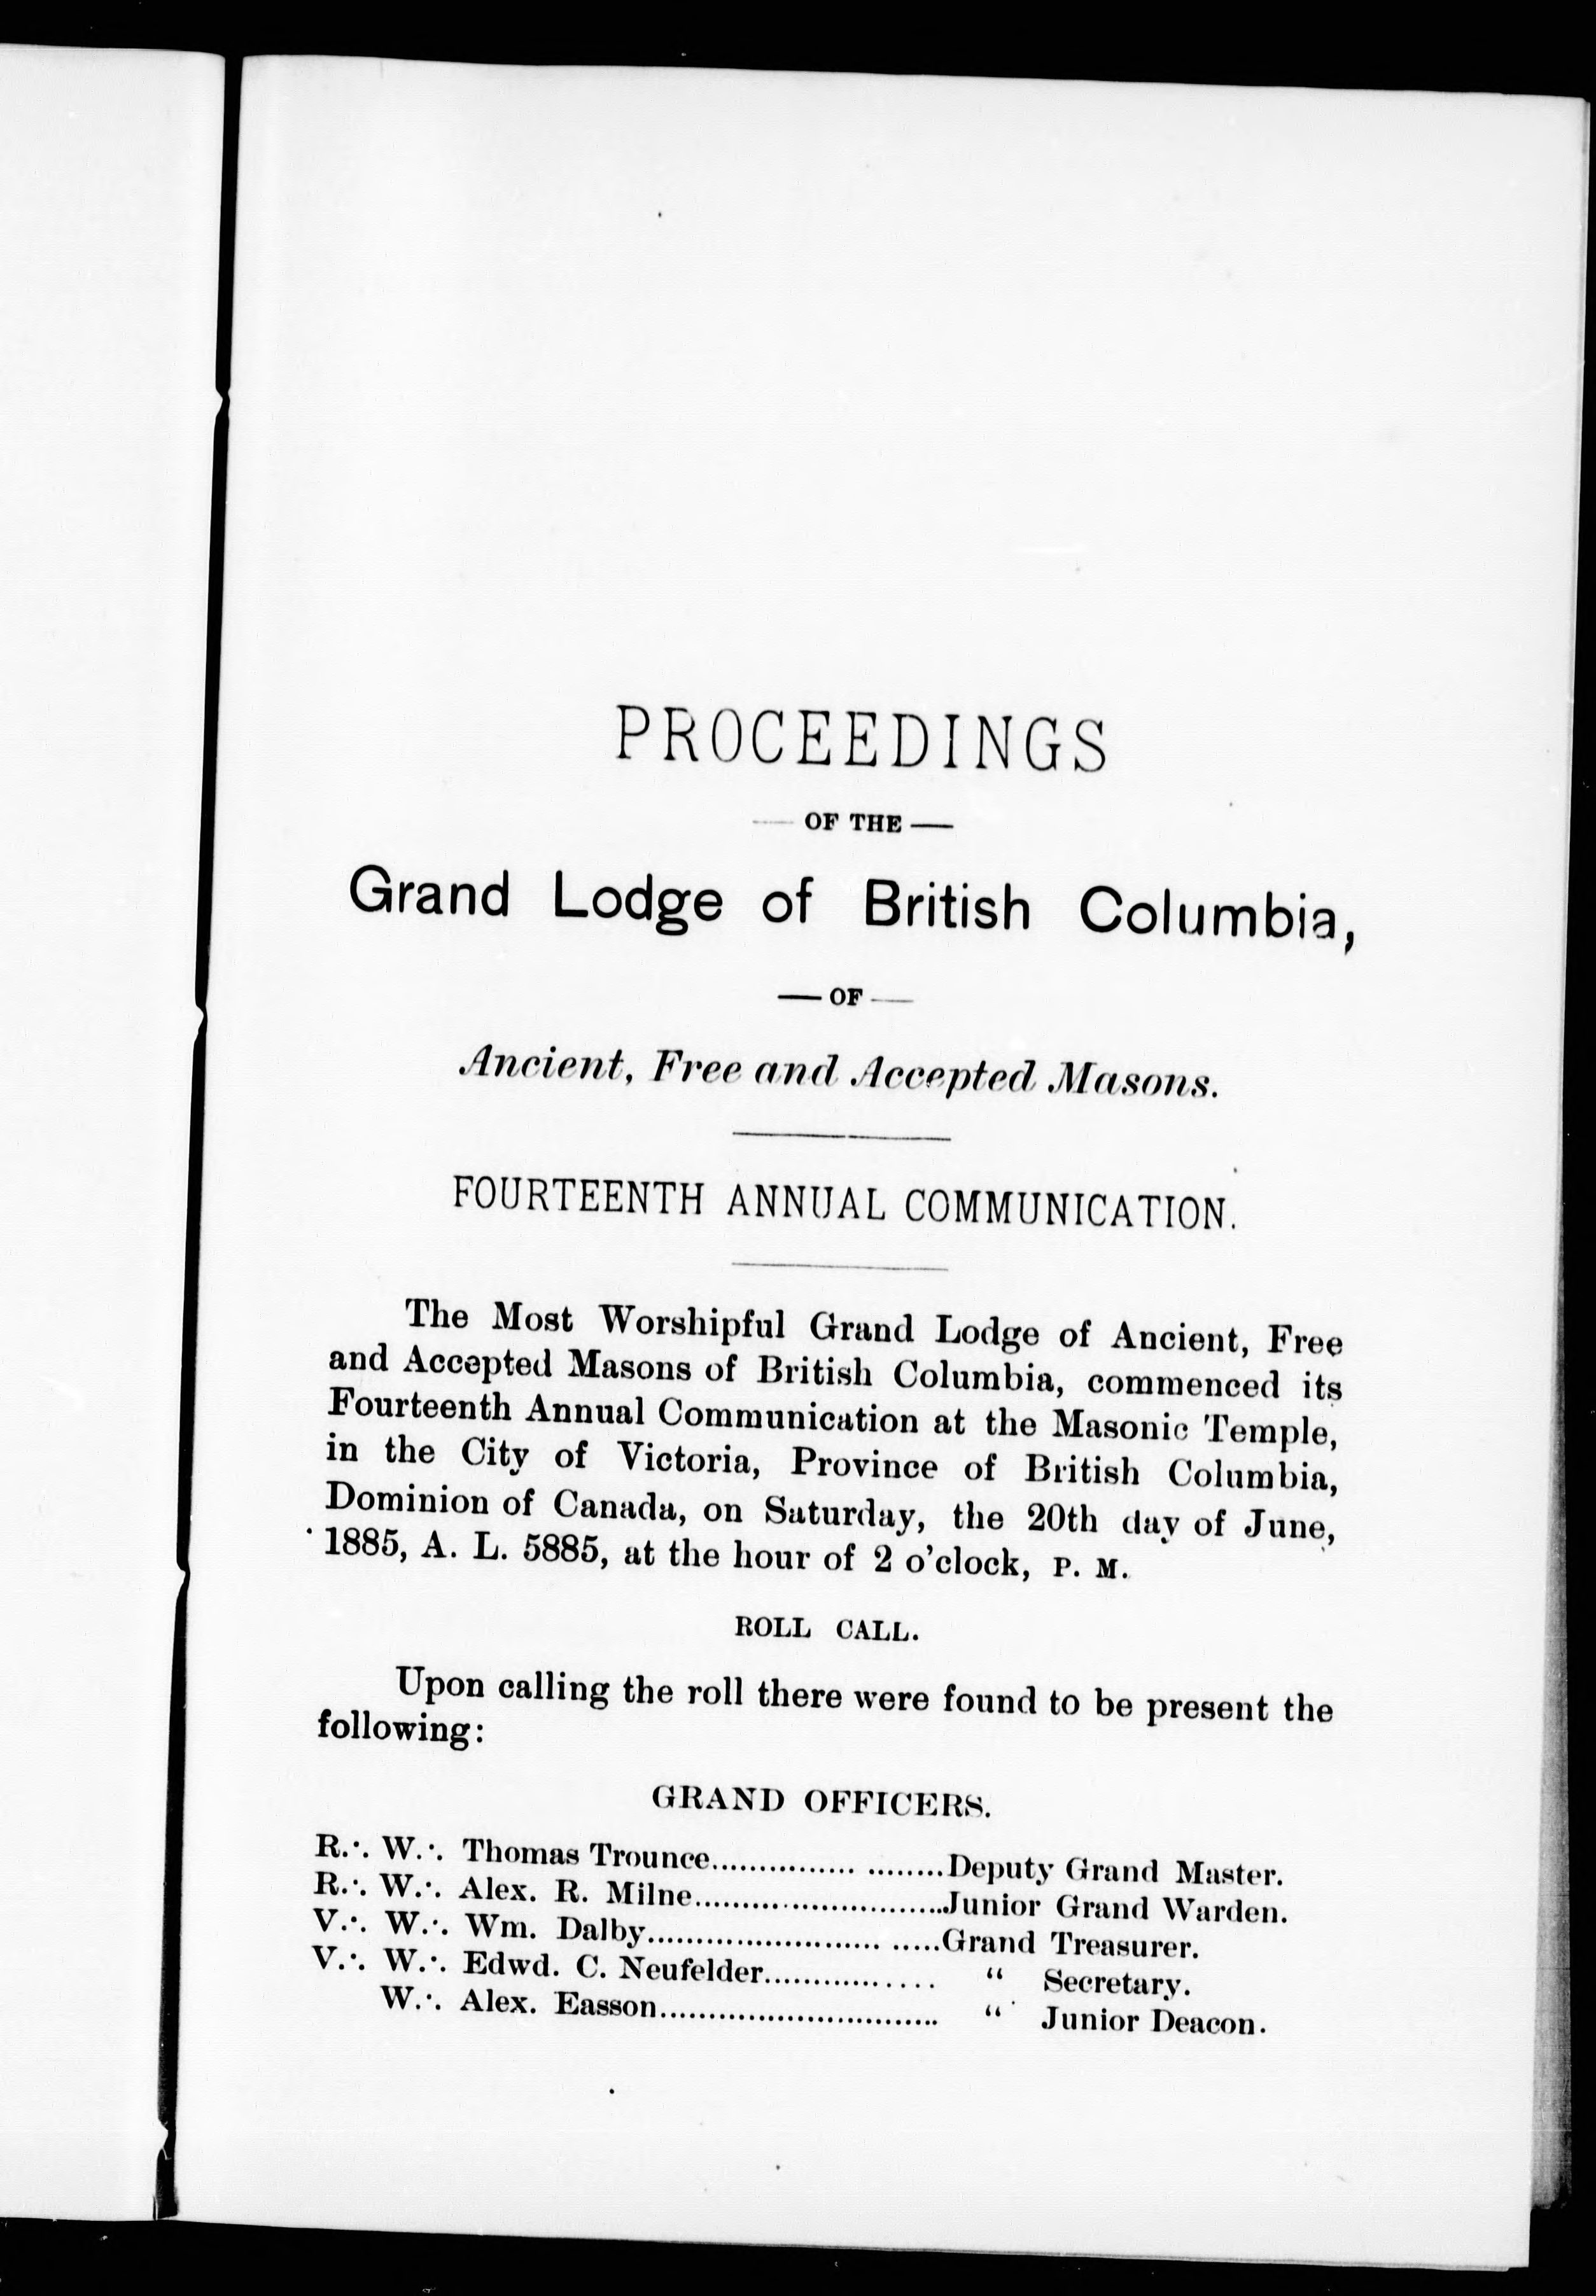 PROCEEDINGS
— OF THE —
Grand Lodge of British Columbia,
— OF —
Ancient, Free and Accepted Masons.
FOURTEENTH ANNUAL COMMUNICATION.
The Most Worshipful Grand Lodge of Ancient, Free
and Accepted Masons of British Columbia, commenced its
Fourteenth Annual Communication at the Masonic Temple,
in the City of Victoria, Province of British Columbia,
Dominion of Canada, on Saturday, the 20th day of June,
1885, A. L. 5885, at the hour of 2 o'clock, P. M.
ROLL CALL.
Upon calling the roll there were found to be present the
following:
GRAND OFFICERS.
R.·. W.·. Thomas Trounce........................Deputy Grand Master.
R.·. W.·. Alex. R. Milne...........................Junior Grand Warden.
V.·. W.·. Wm. Dalby..............................Grand Treasurer.
V.·. W.·. Edwd. C. Neufelder................. “ Secretary.
W.·. Alex. Easson.............................. “ Junior Deacon.